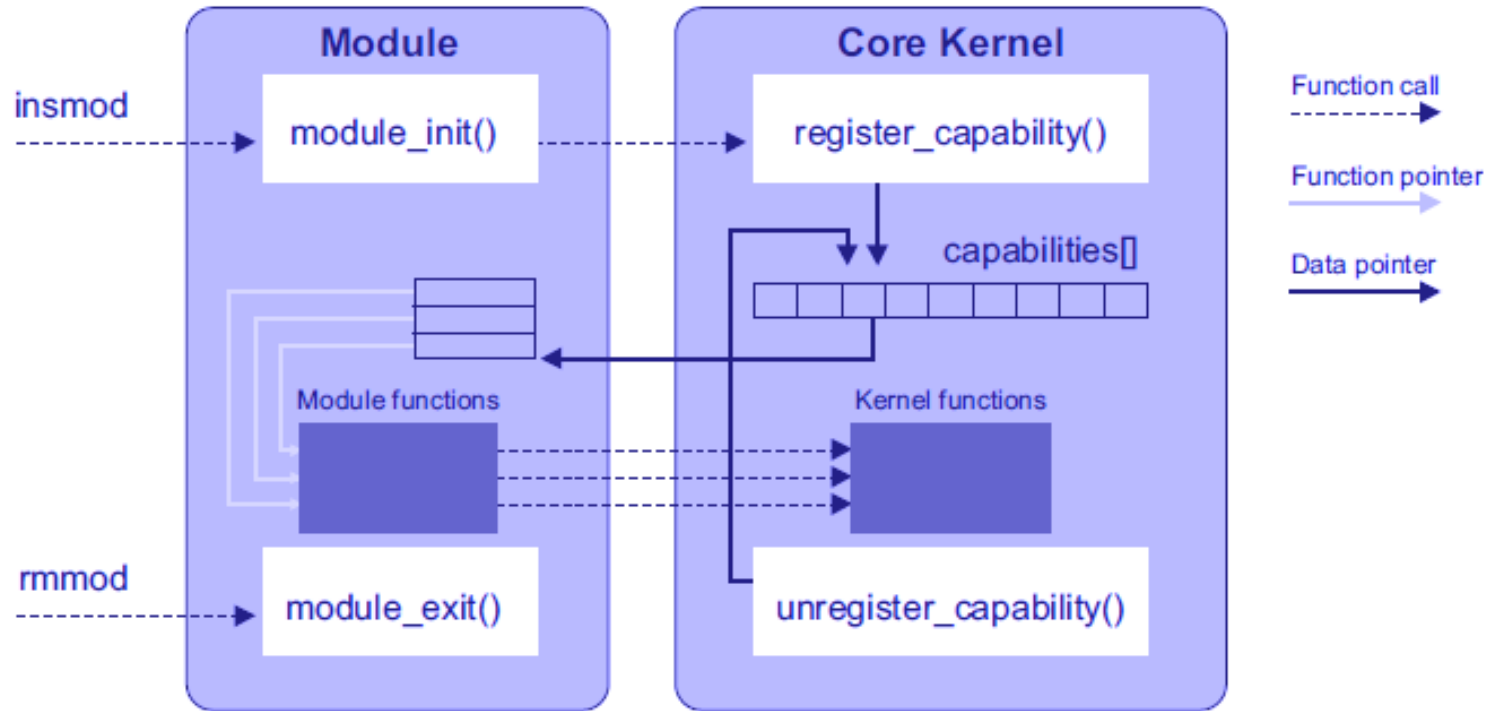 Module
Core Kernel
insmod
module_init()
register_capability()
Function call
Function pointer
Data pointer
capabilities[]
Module functions
Kernel functions
rmmod
module_exit()
unregister_capability()